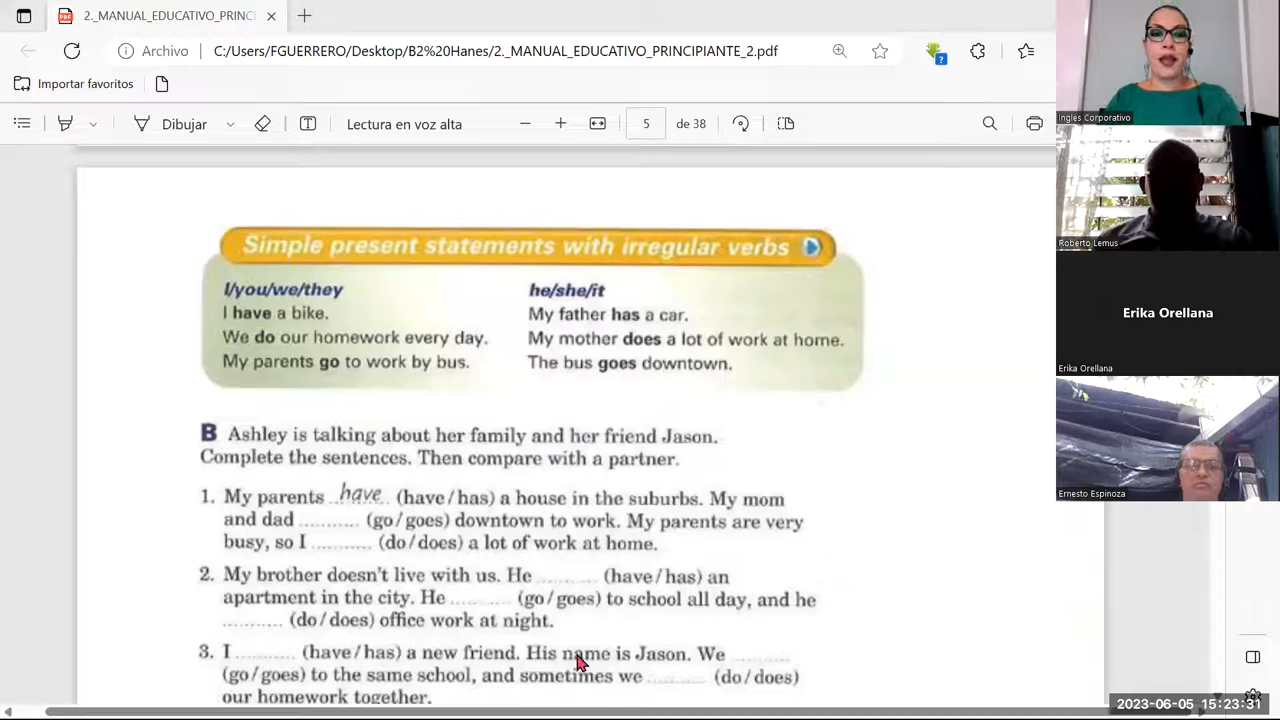 2._MANUAL_EDUCATIVO_PRINCI
Archivo
C:/Users/FGUERRERO/Desktop/B2%20Hanes/2._MANUAL_EDUCATIVO_PRINCIPIANTE_2.pdf
Importar favoritos
Dibujar
Lectura en voz alta
5
de 38
Simple present statements with irregular verbs
I/you/we/they
he/she/it
I have a bike.
My father has a car.
We do our homework every day.
My mother does a lot of work at home.
My parents go to work by bus.
The bus goes downtown.
B Ashley is talking about her family and her friend Jason.
Complete the sentences. Then compare with a partner.
1. My parents ..have.. (have/has) a house in the suburbs. My mom
and dad .......... (go/goes) downtown to work. My parents are very
busy, so I .......... (do/does) a lot of work at home.
2. My brother doesn't live with us. He .......... (have/has) an
apartment in the city. He .......... (go/goes) to school all day, and he
.......... (do/does) office work at night.
3. I .......... (have/has) a new friend. His name is Jason. We ..........
(go/goes) to the same school, and sometimes we .......... (do/does)
our homework together.
Ingles Corporativo
Roberto Lemus
Erika Orellana
Erika Orellana
Ernesto Espinoza
2023-06-05 15:23:31